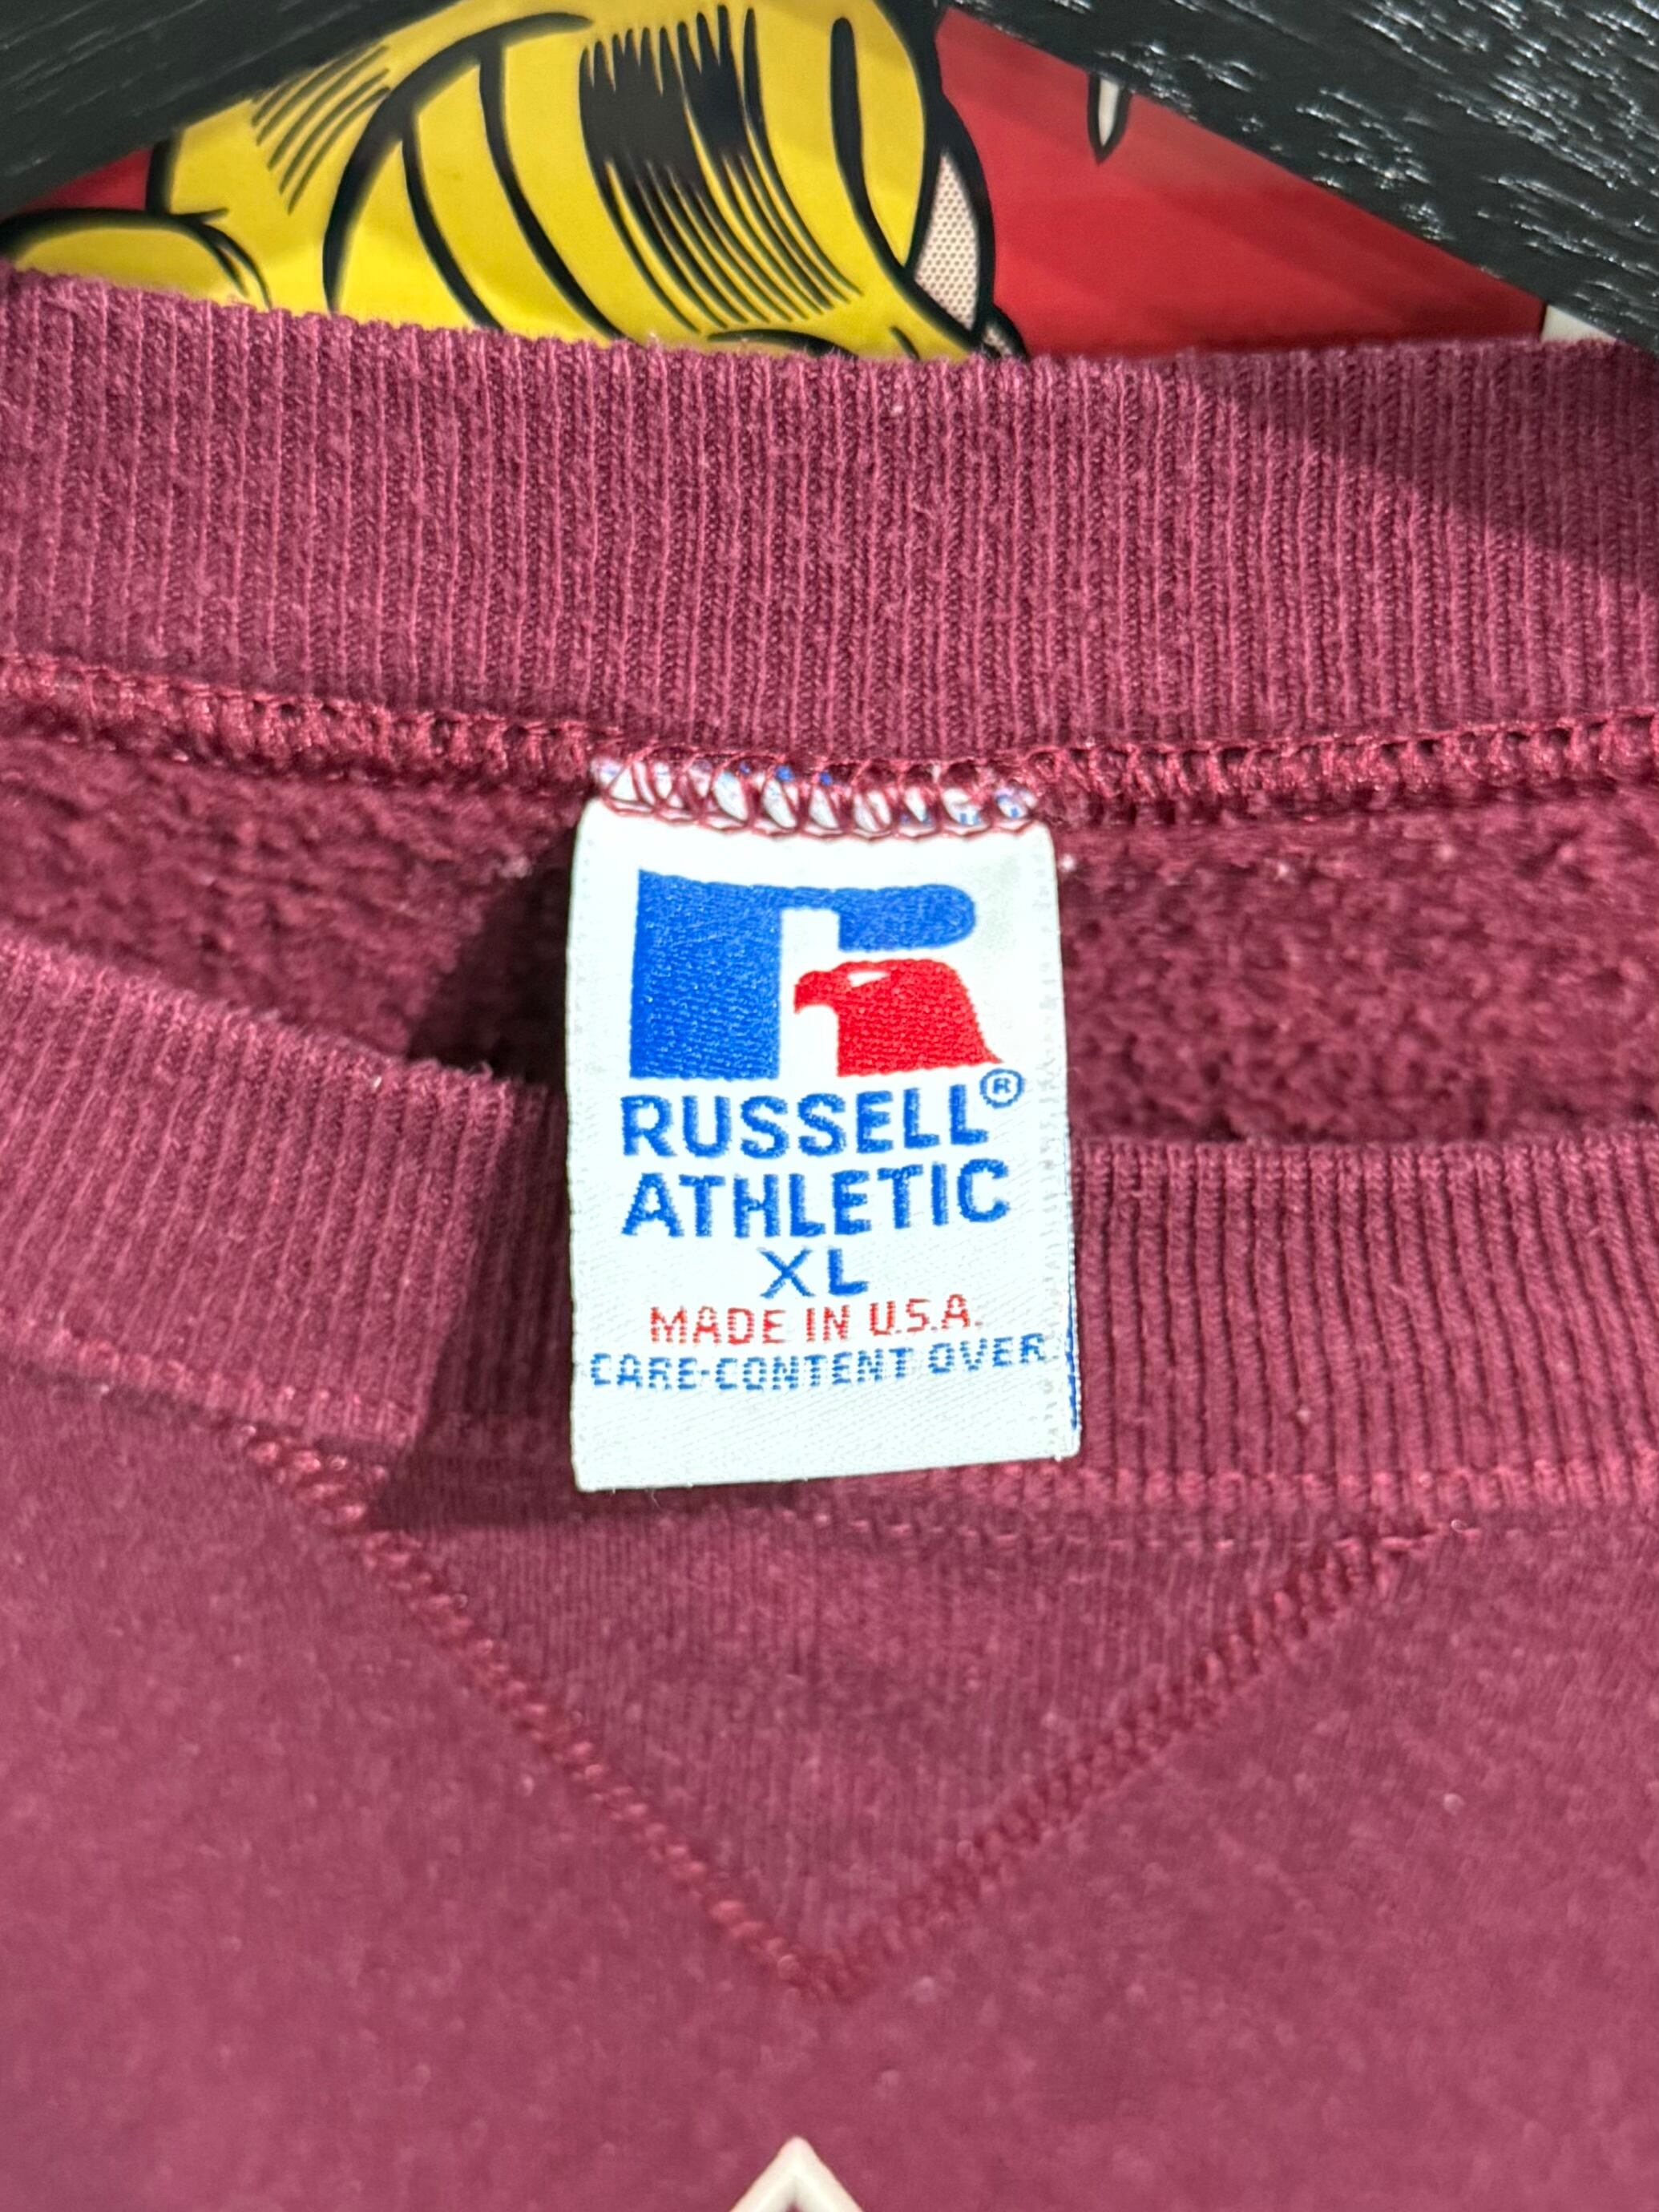 RUSSELL®
ATHLETIC
XL
MADE IN U.S.A.
CARE-CONTENT OVER